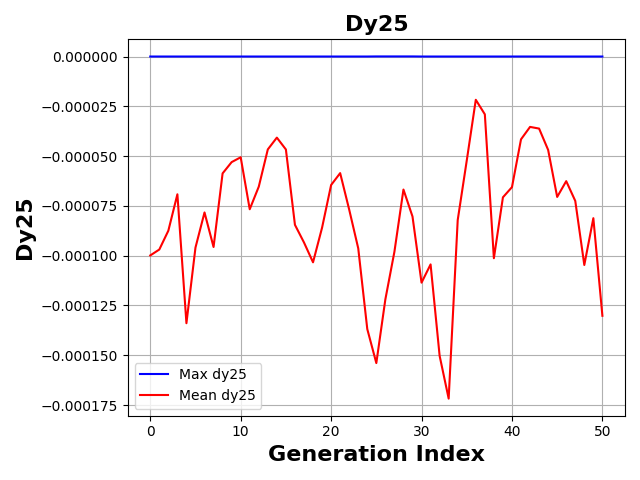 Dy25
0.000000
−0.000025
−0.000050
−0.000075
−0.000100
−0.000125
−0.000150
−0.000175
Dy25
Max dy25
Mean dy25
0 10 20 30 40 50
Generation Index